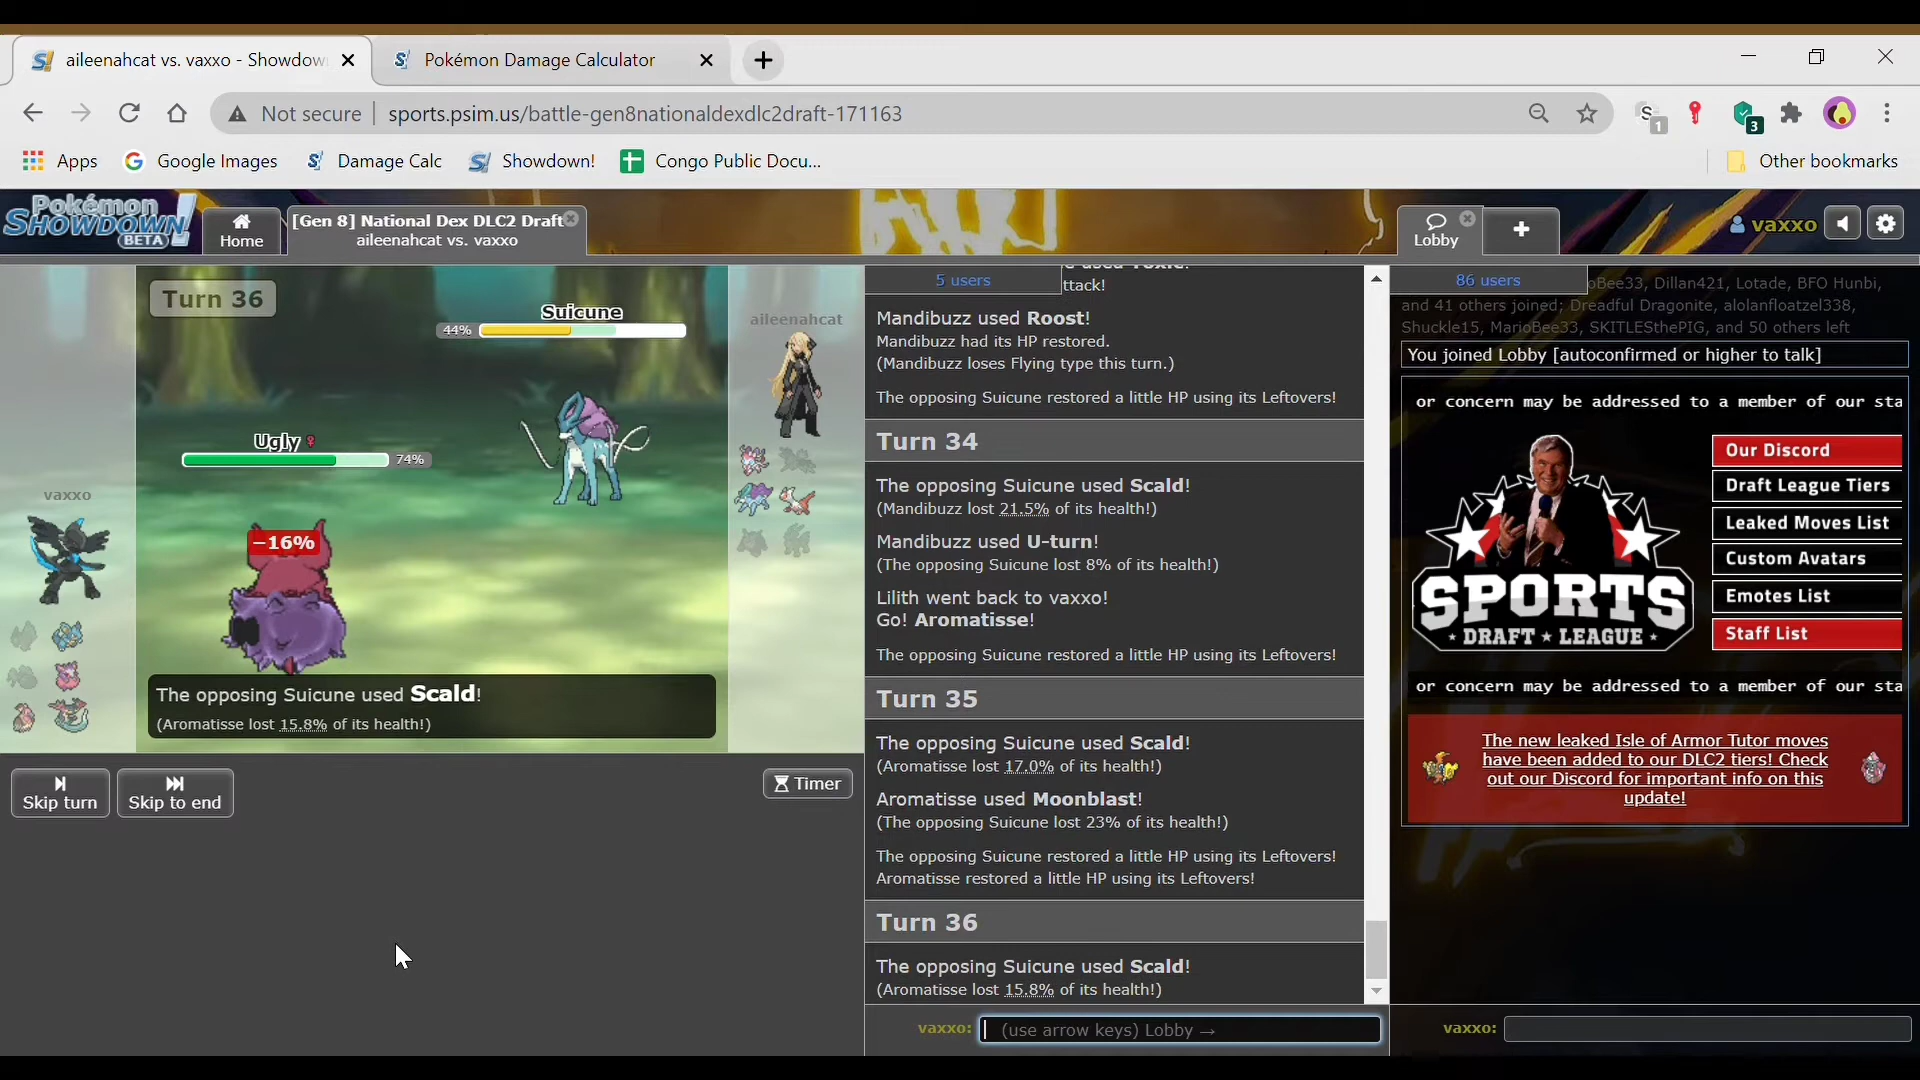 aileenahcat vs. vaxxo - Showdow
Pokémon Damage Calculator
Not secure
sports.psim.us/battle-gen8nationaldexdlc2draft-171163
S 1
3
Apps
Google Images
Damage Calc
Showdown!
Congo Public Docu...
Other bookmarks
Pokémon
SHOWDOWN!
BETA
Home
[Gen 8] National Dex DLC2 Draft
aileenahcat vs. vaxxo
Lobby
vaxxo
Turn 36
Suicune
44%
Ugly ♀
74%
−16%
aileenahcat
vaxxo
The opposing Suicune used Scald!
(Aromatisse lost 15.8% of its health!)
Skip turn
Skip to end
Timer
5 users
ttack!
Mandibuzz used Roost!
Mandibuzz had its HP restored.
(Mandibuzz loses Flying type this turn.)
The opposing Suicune restored a little HP using its Leftovers!
Turn 34
The opposing Suicune used Scald!
(Mandibuzz lost 21.5% of its health!)
Mandibuzz used U-turn!
(The opposing Suicune lost 8% of its health!)
Lilith went back to vaxxo!
Go! Aromatisse!
The opposing Suicune restored a little HP using its Leftovers!
Turn 35
The opposing Suicune used Scald!
(Aromatisse lost 17.0% of its health!)
Aromatisse used Moonblast!
(The opposing Suicune lost 23% of its health!)
The opposing Suicune restored a little HP using its Leftovers!
Aromatisse restored a little HP using its Leftovers!
Turn 36
The opposing Suicune used Scald!
(Aromatisse lost 15.8% of its health!)
vaxxo: (use arrow keys) Lobby →
86 users
oBee33, Dillan421, Lotade, BFO Hunbi,
and 41 others joined; Dreadful Dragonite, alolanfloatzel338,
Shuckle15, MarioBee33, SKITLESthePIG, and 50 others left
You joined Lobby [autoconfirmed or higher to talk]
or concern may be addressed to a member of our sta
Our Discord
Draft League Tiers
Leaked Moves List
Custom Avatars
Emotes List
Staff List
SPORTS
DRAFT ★ LEAGUE
or concern may be addressed to a member of our sta
The new leaked Isle of Armor Tutor moves
have been added to our DLC2 tiers! Check
out our Discord for important info on this
update!
vaxxo: